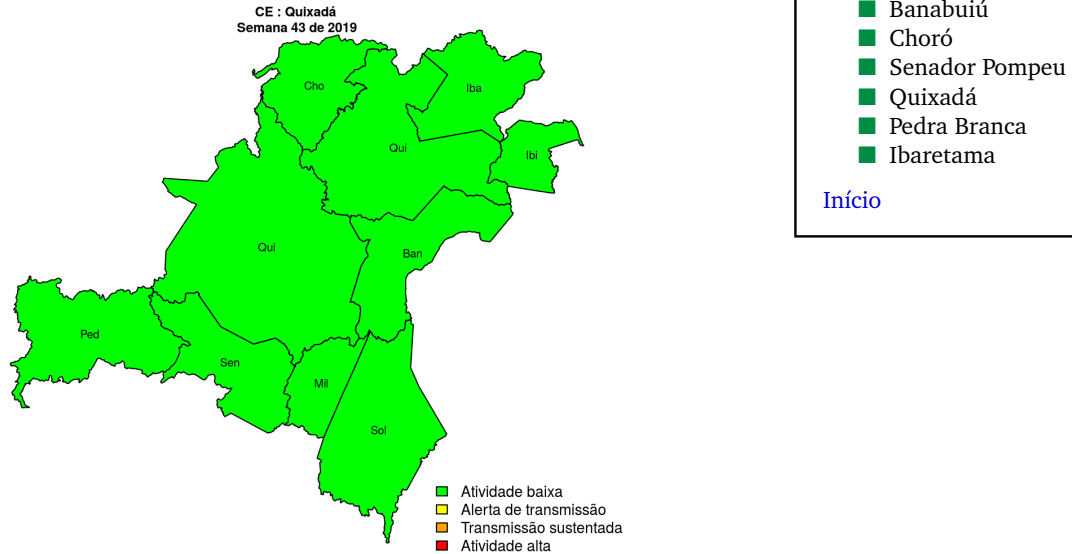 CE : Quixadá
Semana 43 de 2019
Cho
Iba
Qui
Ibi
Qui
Ban
Ped
Sen
Mil
Sol
Atividade baixa
Alerta de transmissão
Transmissão sustentada
Atividade alta
Banabuiú
Choró
Senador Pompeu
Quixadá
Pedra Branca
Ibaretama
Início